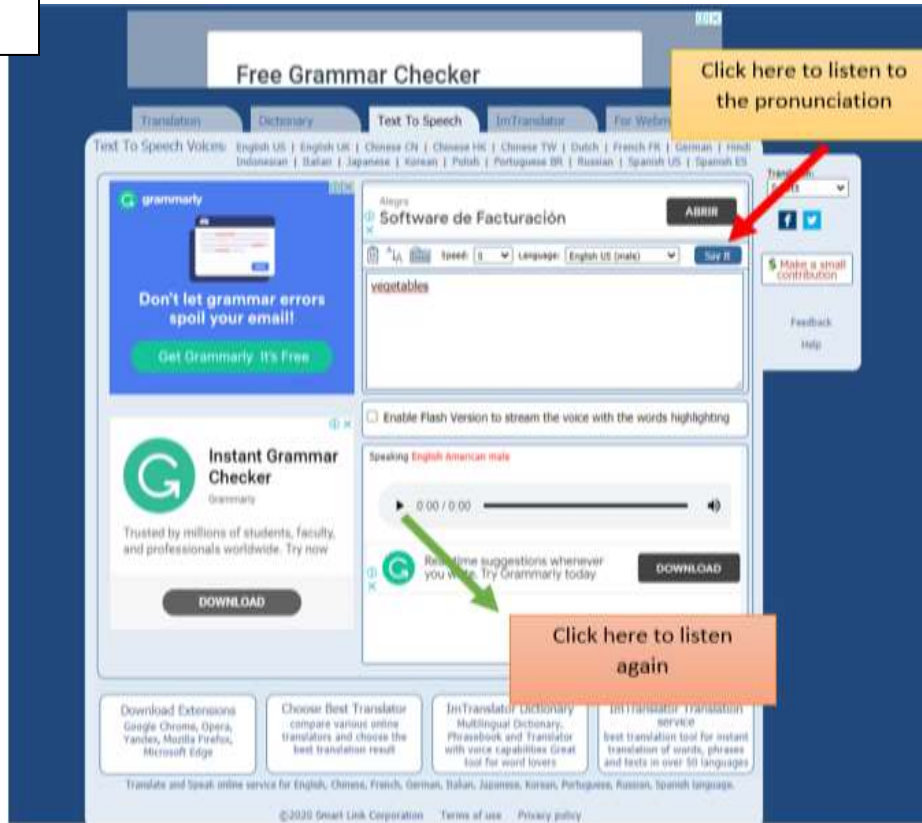 Free Grammar Checker
Click here to listen to
the pronunciation
Translation
Dictionary
Text To Speech
ImTranslator
For
Text To Speech Voices: English US | English UK | Chinese CN | Chinese HK | Chinese TW | Dutch | French FR | German | Hindi
Indonesian | Italian | Japanese | Korean | Polish | Portuguese BR | Russian | Spanish US | Spanish ES
grammarly
Don't let grammar errors
spoil your email!
Get Grammarly It's Free
Alegra
Software de Facturación
ABRIR
Speed: 0 Language: English US (male) Say It
vegetables
Make a small
contribution
Feedback
Help
Enable Flash Version to stream the voice with the words highlighting
Instant Grammar
Checker
Grammarly
Trusted by millions of students, faculty,
and professionals worldwide. Try now
DOWNLOAD
Speaking English American male
0:00 / 0:00
suggestions whenever
you Try Grammarly today
DOWNLOAD
Click here to listen
again
Download Extensions
Google Chrome, Opera,
Yandex, Mozilla Firefox,
Microsoft Edge
Choose Best Translator
compare various online
translators and choose the
best translation result
ImTranslator Dictionary
Multilingual Dictionary,
Phrasebook and Translator
with voice capabilities Great
tool for word lovers
ImTranslator Translation
service
best translation tool for instant
translation of words, phrases
and texts in over 50 languages
Translate and Speak online service for English, Chinese, French, German, Italian, Japanese, Korean, Portuguese, Russian, Spanish language.
©2020 Smart Link Corporation Terms of use Privacy policy